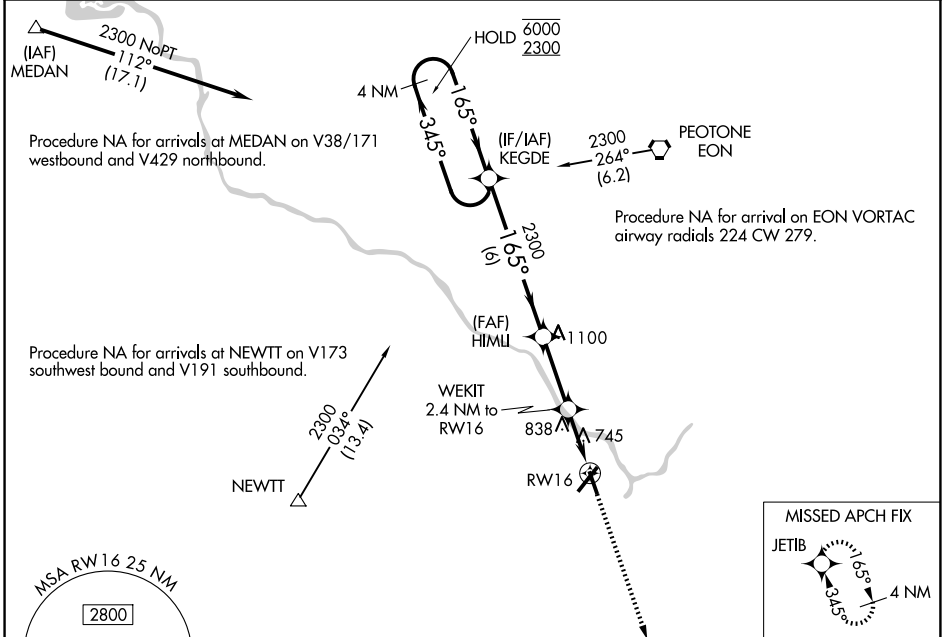 (IAF)
MEDAN
2300 NoPT
112°
(17.1)
HOLD 6000
2300
4 NM
165°
345°
(IF/IAF)
KEGDE
2300
264°
(6.2)
PEOTONE
EON
Procedure NA for arrivals at MEDAN on V38/171
westbound and V429 northbound.
Procedure NA for arrival on EON VORTAC
airway radials 224 CW 279.
2300
165°
(6)
(FAF)
HIMLI
1100
Procedure NA for arrivals at NEWTT on V173
southwest bound and V191 southbound.
WEKIT
2.4 NM to
RW16
838
745
2300
034°
(13.4)
NEWTT
RW16
MISSED APCH FIX
JETIB
165°
345°
4 NM
MSA RW16 25 NM
2800